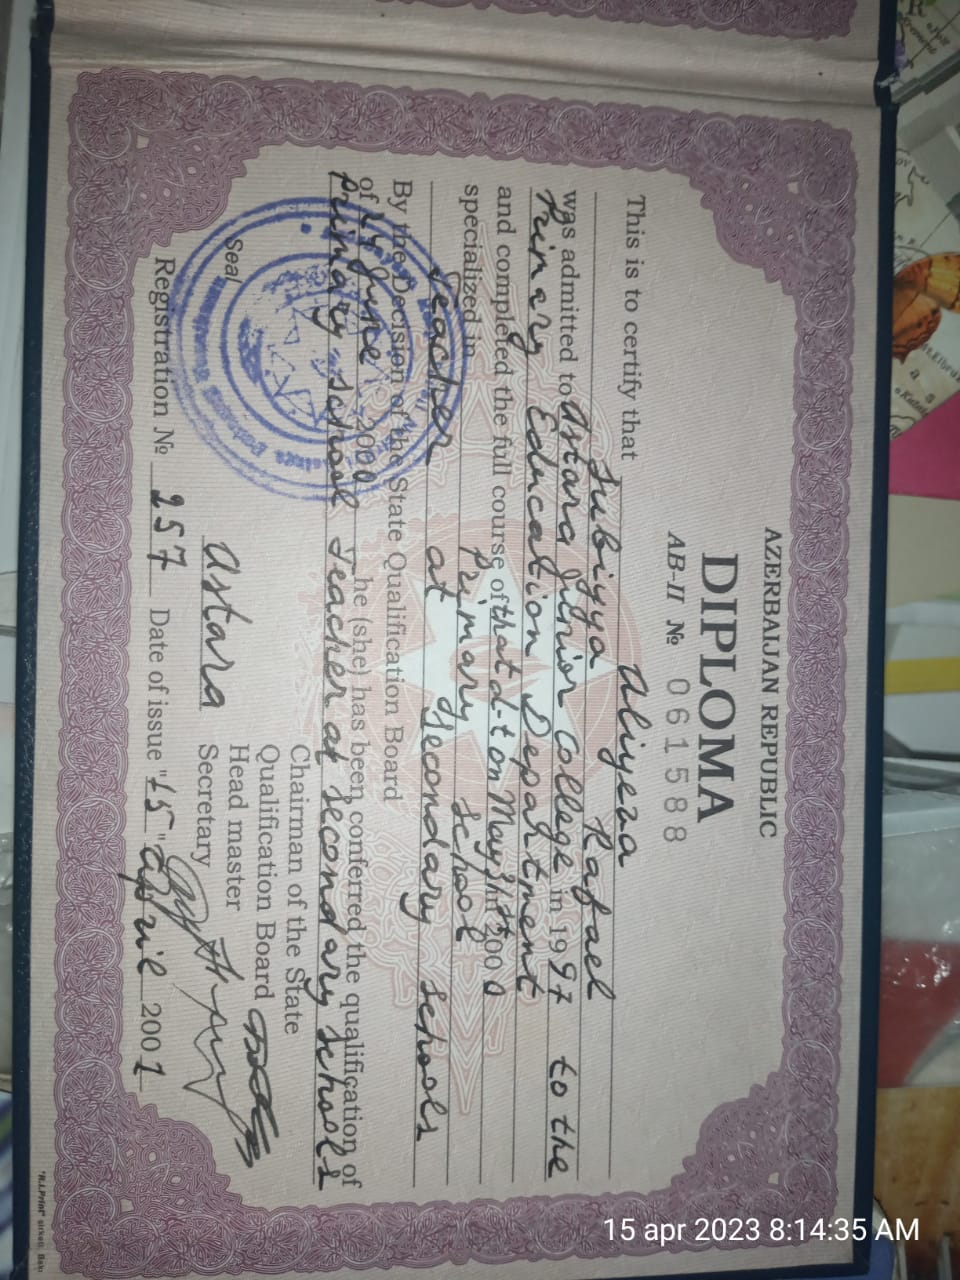 AZERBAIJAN REPUBLIC
DIPLOMA
AB-II № 061588
This is to certify that Aliyeva Rafael
Subiyya
was admitted to Astara Junior College in 1997 to the
Primary Education Department
and completed the full course of that on May in 2000
specialized in Primary school
Teacher at Secondary schools
By the Decision of the State Qualification Board
of 24 June 2000 he (she) has been conferred the qualification of
Primary school Teacher at Secondary schools
Chairman of the State
Qualification Board
Head master
Seal Astara Secretary
Registration № 257 Date of issue "15" April 2001
"R.I.Print"
15 apr 2023 8:14:35 AM